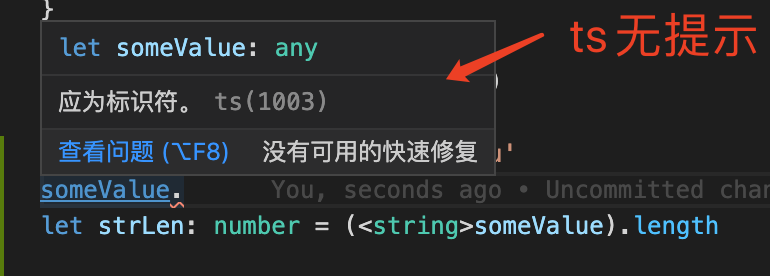 }
let someValue: any
ts无提示
应为标识符。 ts(1003)
)
查看问题 (⌥F8) 没有可用的快速修复
'
someValue. You, seconds ago • Uncommitted chan
let strLen: number = (<string>someValue).length